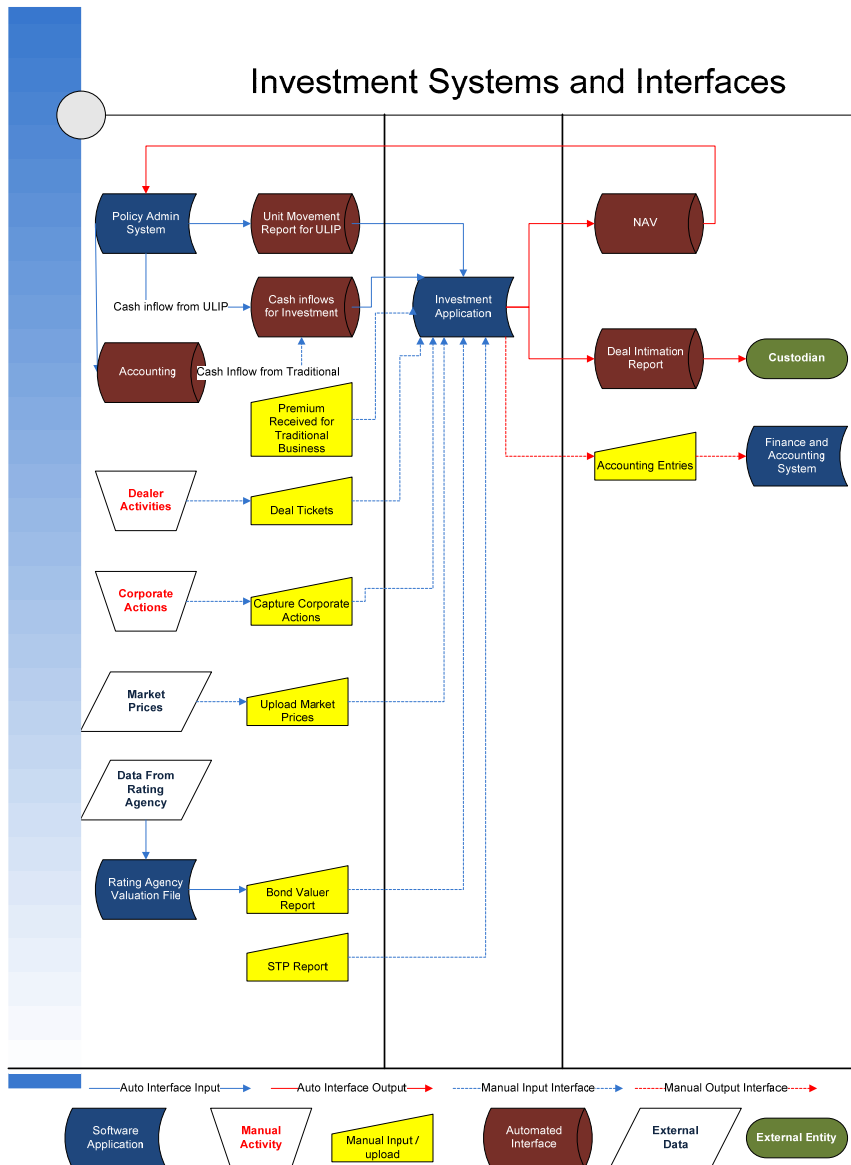 Investment Systems and Interfaces
Policy Admin
System
Unit Movement
Report for ULIP
NAV
Cash inflow from ULIP
Cash inflows
for Investment
Investment
Application
Accounting
Cash Inflow from Traditional
Deal Intimation
Report
Custodian
Premium
Received for
Traditional
Business
Accounting Entries
Finance and
Accounting
System
Dealer
Activities
Deal Tickets
Corporate
Actions
Capture Corporate
Actions
Market
Prices
Upload Market
Prices
Data From
Rating
Agency
Rating Agency
Valuation File
Bond Valuer
Report
STP Report
Auto Interface Input
Auto Interface Output
Manual Input Interface
Manual Output Interface
Software
Application
Manual
Activity
Manual Input /
upload
Automated
Interface
External
Data
External Entity